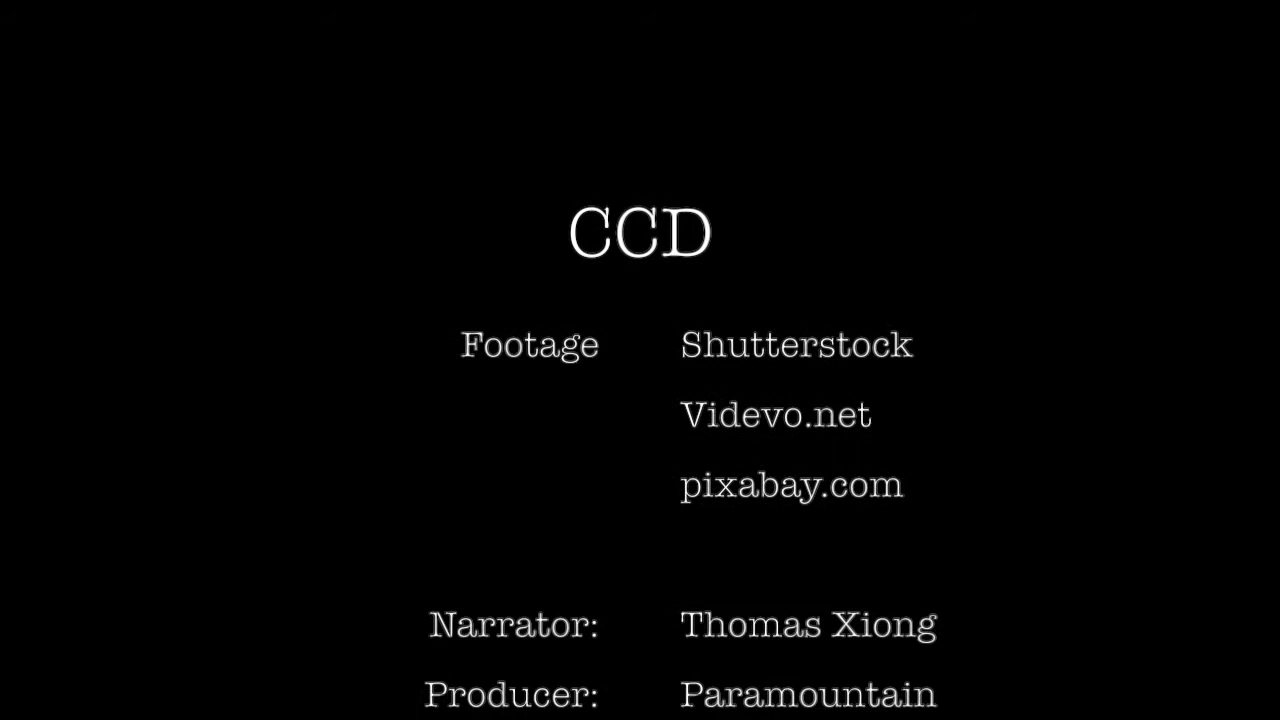 CCD
Footage Shutterstock
Videvo.net
pixabay.com
Narrator: Thomas Xiong
Producer: Paramountain